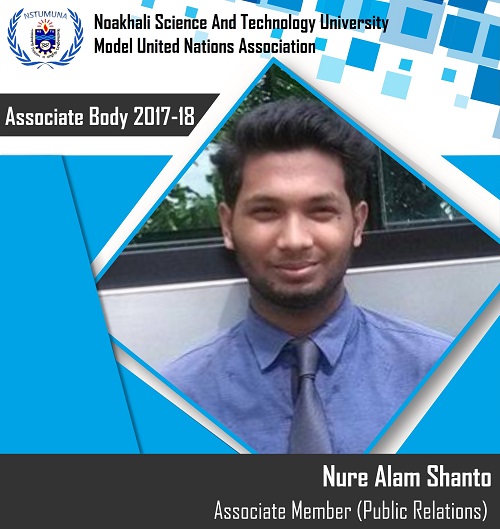 NSTUMUNA
Noakhali Science And Technology University
Model United Nations Association
Associate Body 2017-18
Nure Alam Shanto
Associate Member (Public Relations)